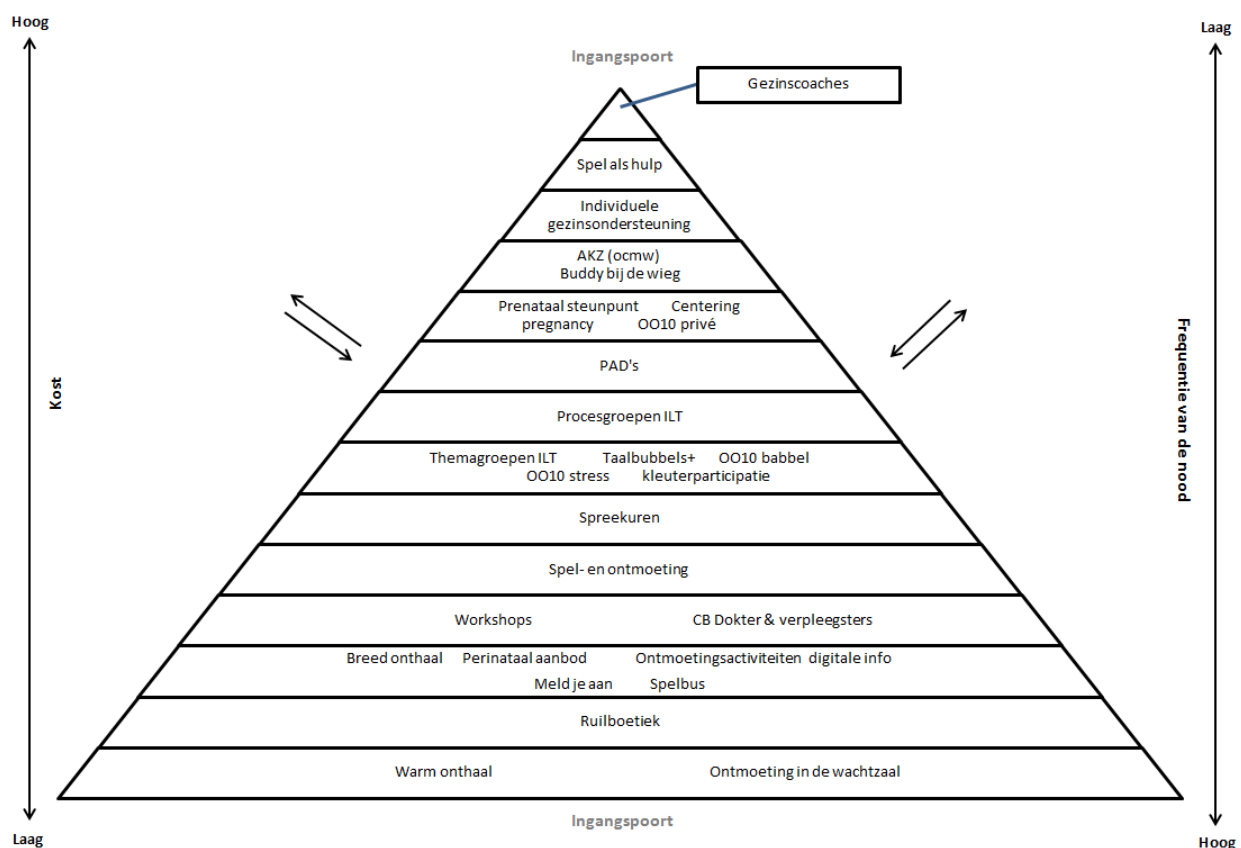 Hoog
Laag
Ingangspoort
Gezinscoaches
Spel als hulp
Individuele
gezinsondersteuning
AKZ (ocmw)
Buddy bij de wieg
Prenataal steunpunt Centering
pregnancy OO10 privé
PAD's
Procesgroepen ILT
Themagroepen ILT Taalbubbels+ OO10 babbel
OO10 stress kleuterparticipatie
Spreekuren
Spel- en ontmoeting
Workshops CB Dokter & verpleegsters
Breed onthaal Perinataal aanbod Ontmoetingsactiviteiten digitale info
Meld je aan Spelbus
Ruilboetiek
Warm onthaal Ontmoeting in de wachtzaal
Ingangspoort
Kost
Frequentie van de nood
Laag
Hoog